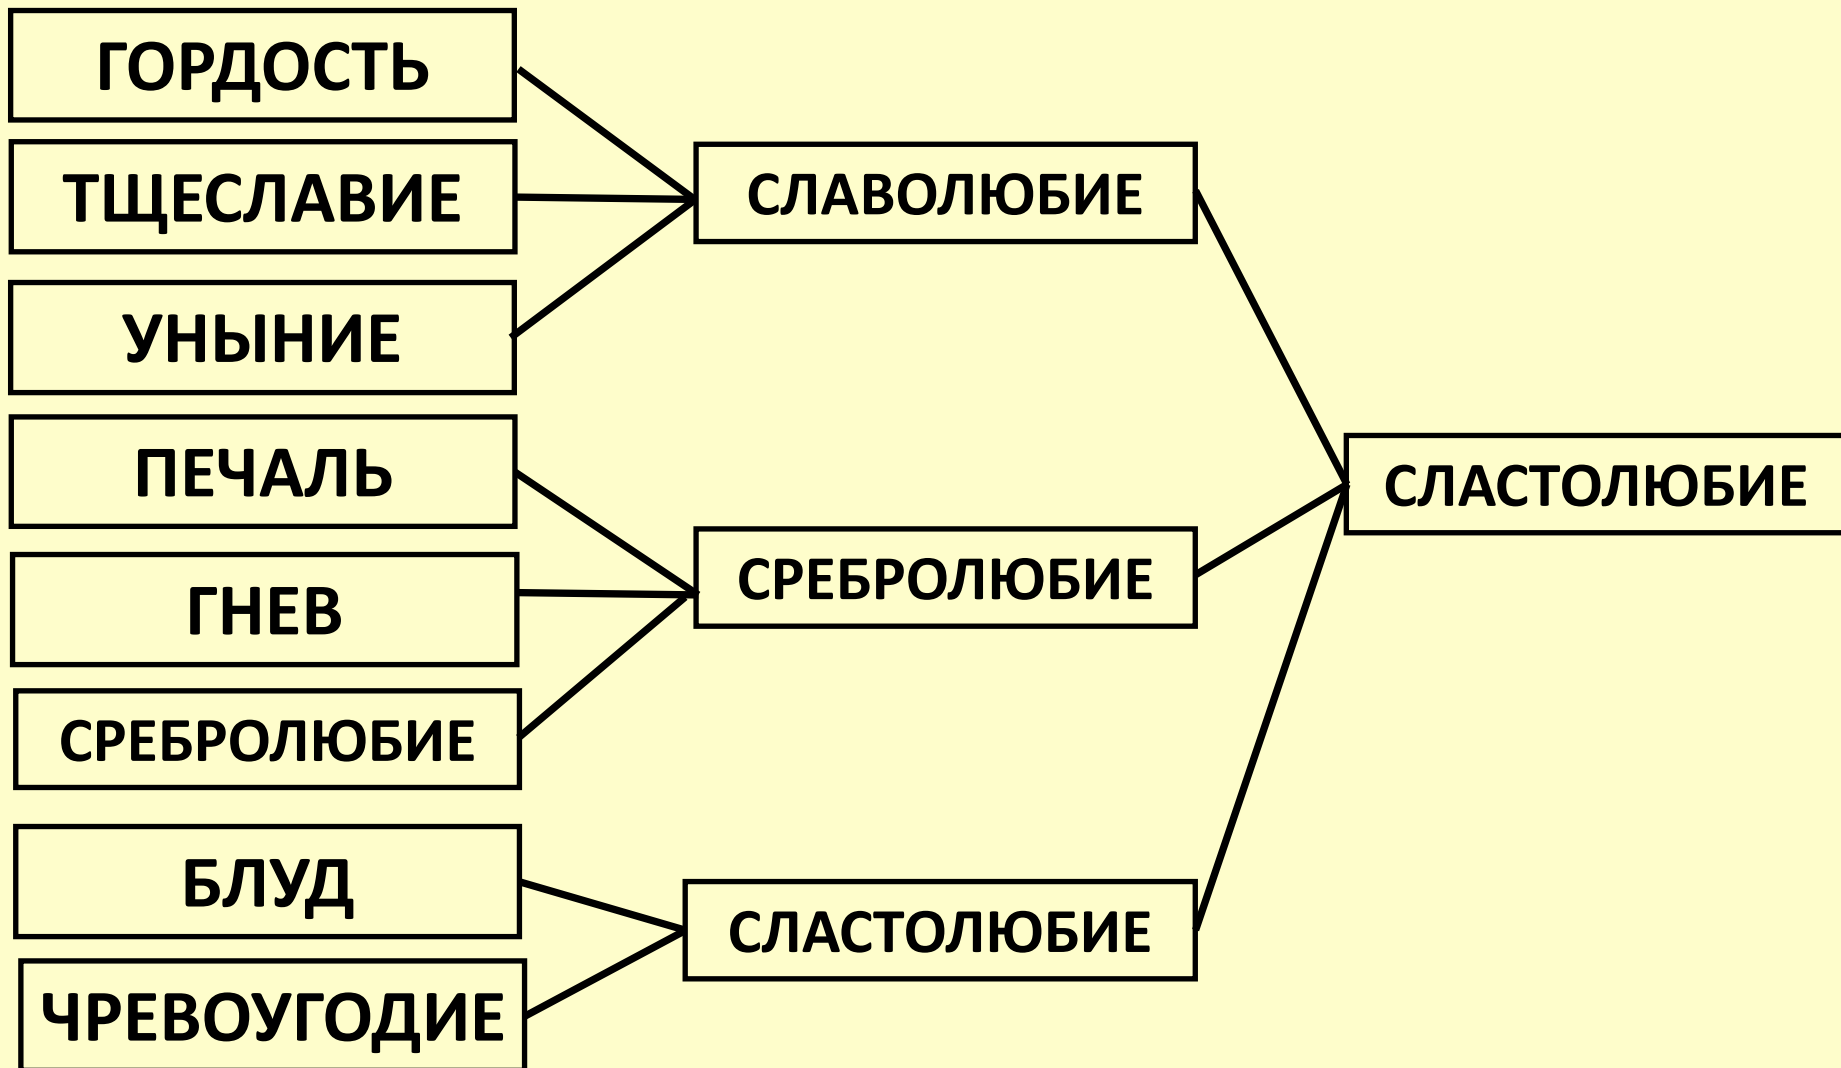 ГОРДОСТЬ
ТЩЕСЛАВИЕ
УНЫНИЕ
ПЕЧАЛЬ
ГНЕВ
СРЕБРОЛЮБИЕ
БЛУД
ЧРЕВОУГОДИЕ
СЛАВОЛЮБИЕ
СРЕБРОЛЮБИЕ
СЛАСТОЛЮБИЕ
СЛАСТОЛЮБИЕ